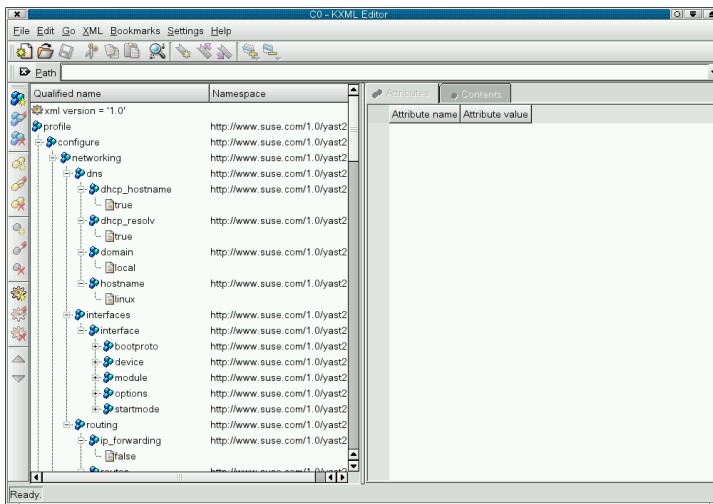 C0 - KXML Editor
File Edit Go XML Bookmarks Settings Help
Path
Qualified name Namespace
xml version = '1.0'
profile http://www.suse.com/1.0/yast2
configure http://www.suse.com/1.0/yast2
networking http://www.suse.com/1.0/yast2
dns http://www.suse.com/1.0/yast2
dhcp_hostname http://www.suse.com/1.0/yast2
true
dhcp_resolv http://www.suse.com/1.0/yast2
true
domain http://www.suse.com/1.0/yast2
local
hostname http://www.suse.com/1.0/yast2
linux
interfaces http://www.suse.com/1.0/yast2
interface http://www.suse.com/1.0/yast2
bootproto http://www.suse.com/1.0/yast2
device http://www.suse.com/1.0/yast2
module http://www.suse.com/1.0/yast2
options http://www.suse.com/1.0/yast2
startmode http://www.suse.com/1.0/yast2
routing http://www.suse.com/1.0/yast2
ip_forwarding http://www.suse.com/1.0/yast2
false
routes http://www.suse.com/1.0/yast2
Attributes Contents
Attribute name Attribute value
Ready.